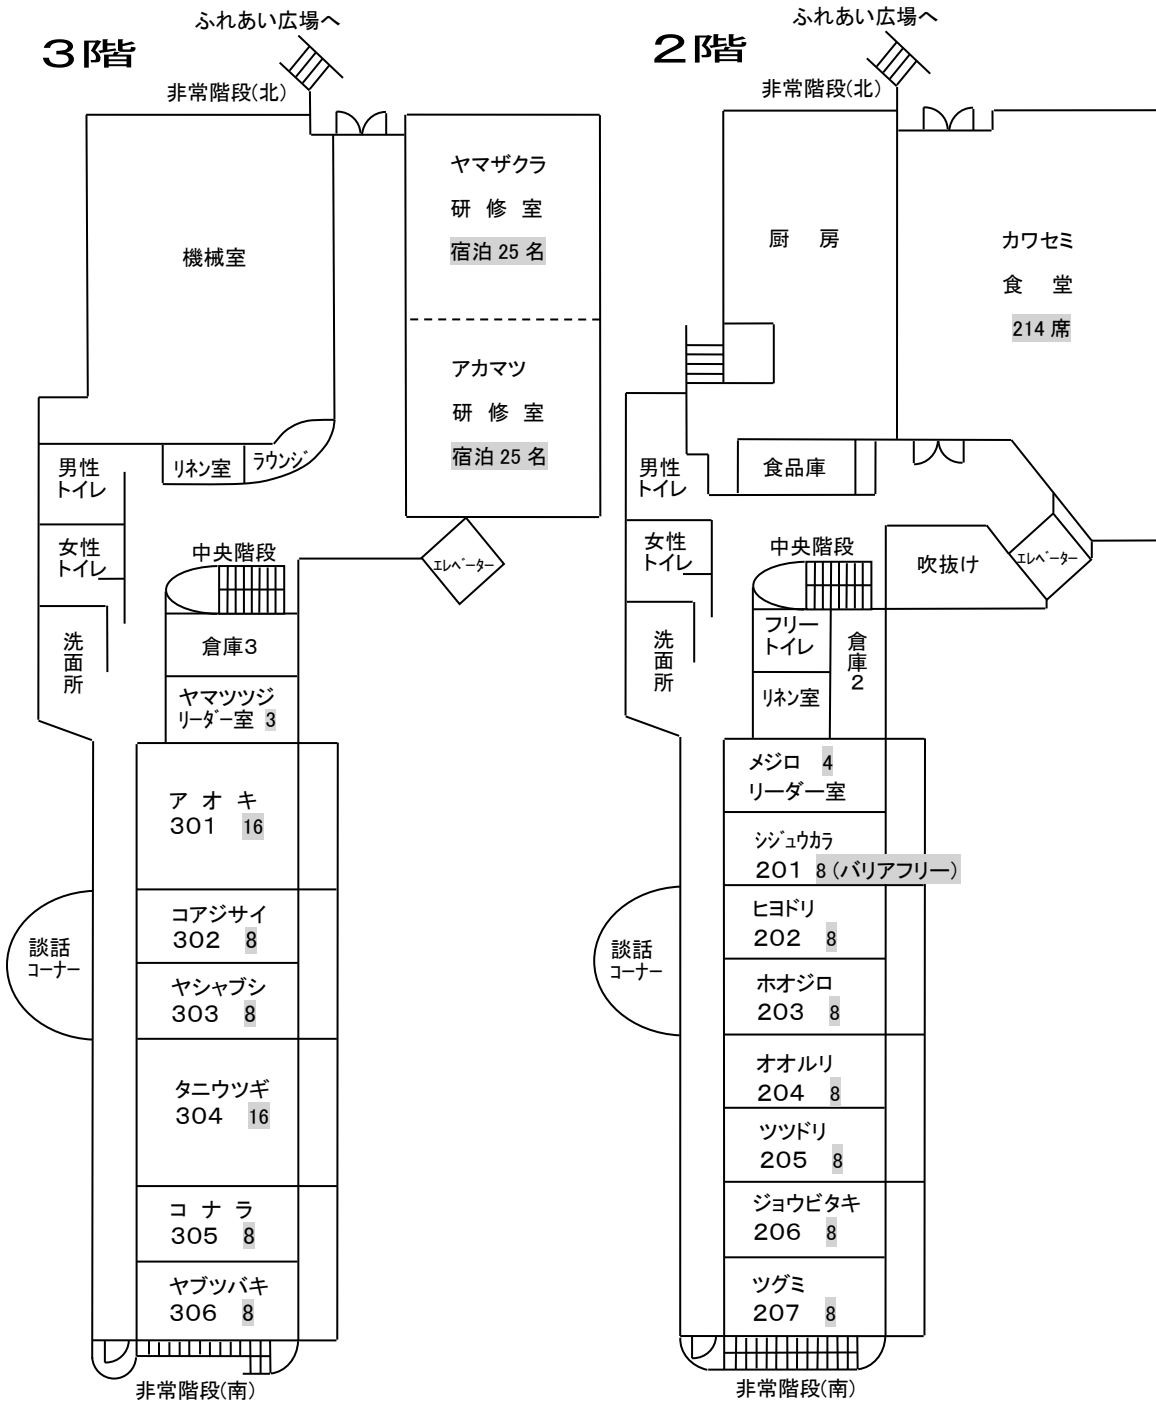 3階
ふれあい広場へ
非常階段(北)
ヤマザクラ
研 修 室
宿泊 25 名
機械室
アカマツ
研 修 室
宿泊 25 名
男性
トイレ
リネン室
ラウンジ
女性
トイレ
中央階段
エレベーター
洗面所
倉庫3
ヤマツツジ
リーダー室 3
ア オ キ
301 16
コアジサイ
302 8
談話
コーナー
ヤシャブシ
303 8
タニウツギ
304 16
コ ナ ラ
305 8
ヤブツバキ
306 8
非常階段(南)
2階
ふれあい広場へ
非常階段(北)
厨 房
カワセミ
食 堂
214 席
男性
トイレ
食品庫
女性
トイレ
中央階段
吹抜け
エレベーター
洗面所
フリー
トイレ
倉庫2
リネン室
メジロ 4
リーダー室
シジュウカラ
201 8(バリアフリー)
ヒヨドリ
202 8
談話
コーナー
ホオジロ
203 8
オオルリ
204 8
ツツドリ
205 8
ジョウビタキ
206 8
ツグミ
207 8
非常階段(南)